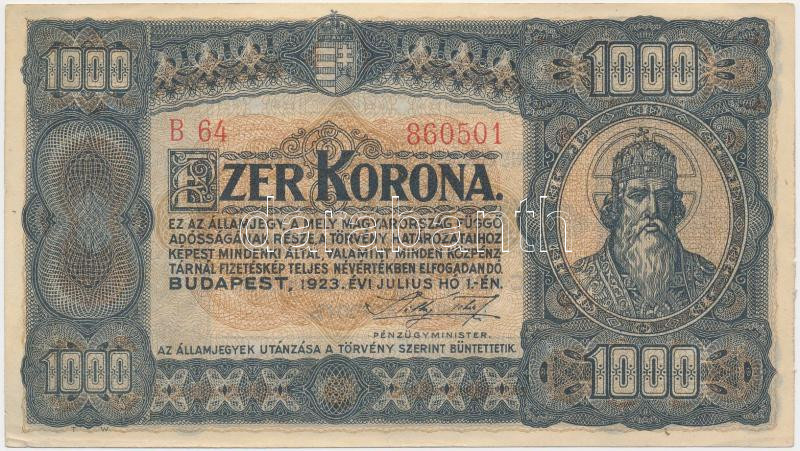 1000
1000
B 64 860501
EZER KORONA.
EZ AZ ÁLLAMJEGY, A MELY MAGYARORSZÁG FÜGGŐ
ADÓSSÁGÁNAK RÉSZE, A TÖRVÉNY HATÁROZATAIHOZ
KÉPEST MINDENKI ÁLTAL, VALAMINT MINDEN KÖZPÉNZ-
TÁRNÁL FIZETÉSKÉP TELJES NÉVÉRTÉKBEN ELFOGADANDÓ.
BUDAPEST, 1923. ÉVI JULIUS HÓ 1.-ÉN.
PÉNZÜGYMINISTER.
AZ ÁLLAMJEGYEK UTÁNZÁSA A TÖRVÉNY SZERINT BÜNTETTETIK.
1000
1000
darabanth